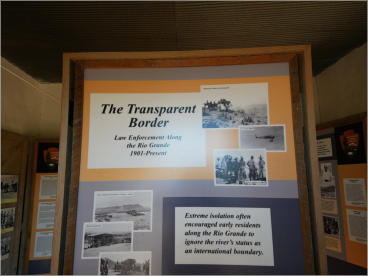 The Transparent
Border
Law Enforcement Along
the Rio Grande
1901-Present
Extreme isolation often
encouraged early residents
along the Rio Grande to
ignore the river's status as
an international boundary.